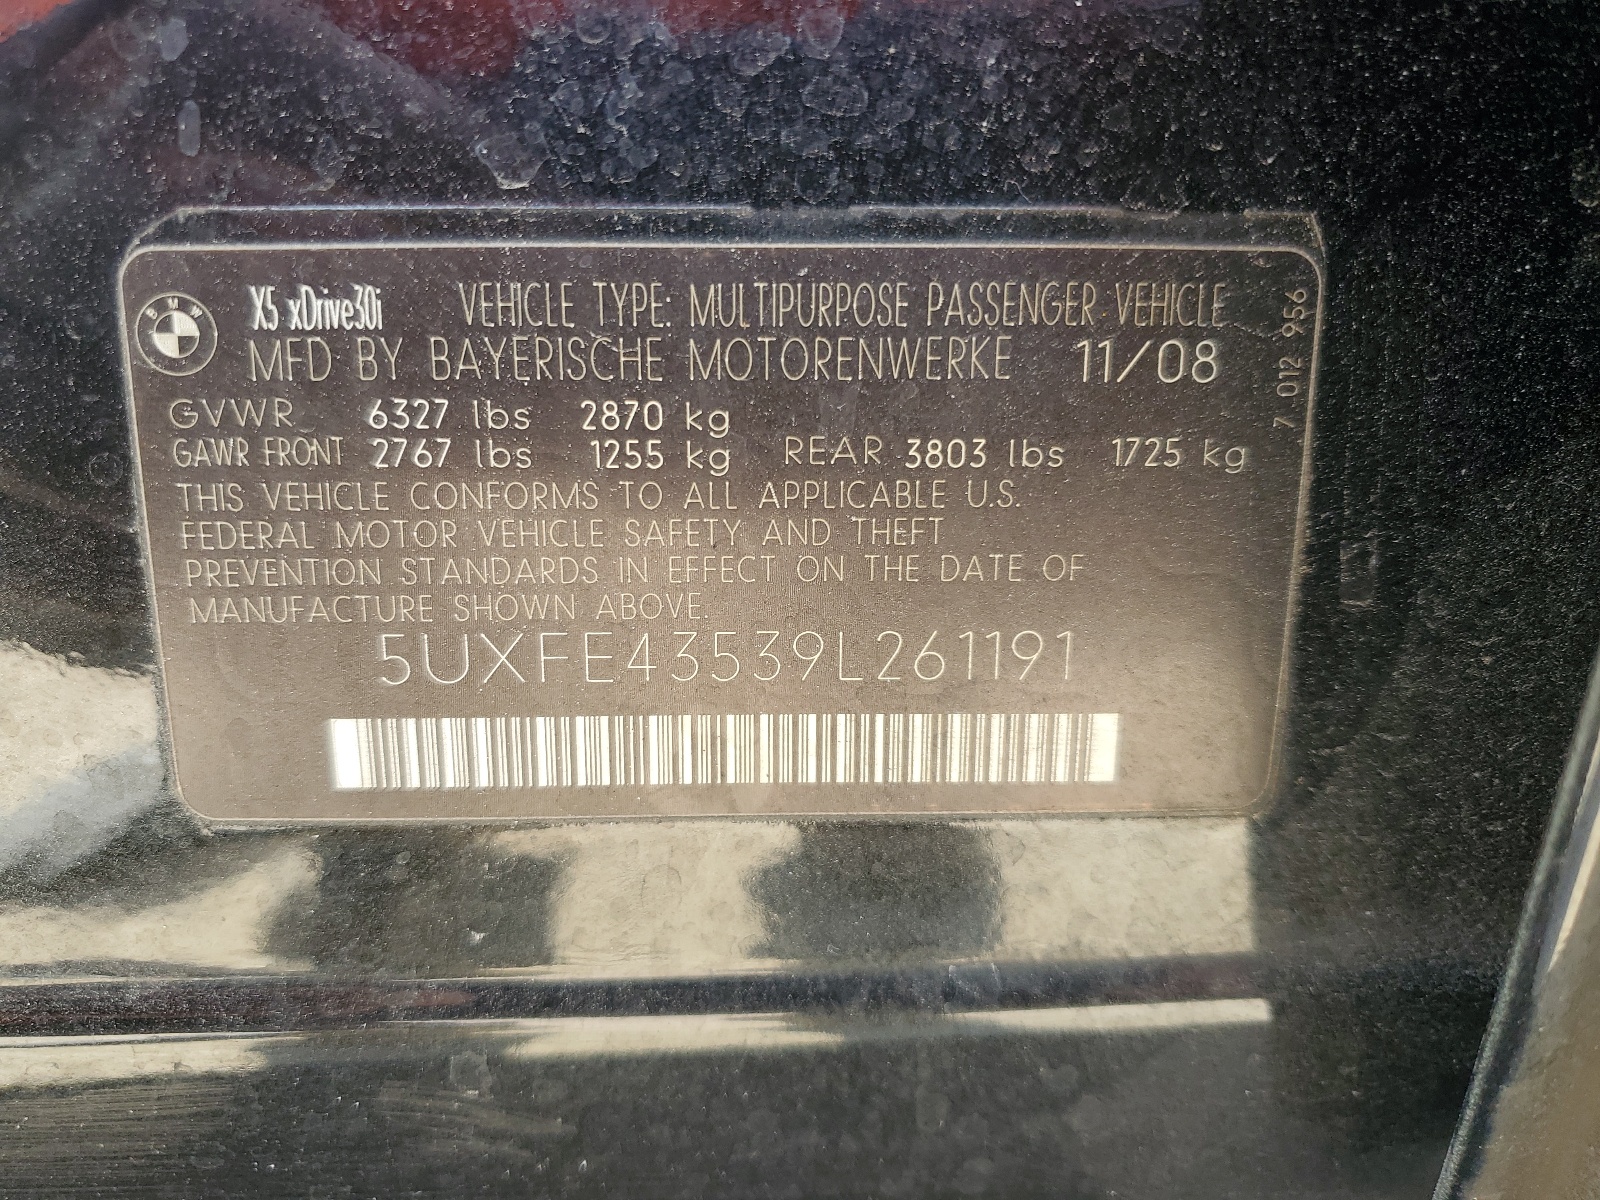 BMW
X5 xDrive30i VEHICLE TYPE: MULTIPURPOSE PASSENGER VEHICLE
MFD BY BAYERISCHE MOTORENWERKE 11/08
GVWR 6327 lbs 2870 kg
GAWR FRONT 2767 lbs 1255 kg REAR 3803 lbs 1725 kg
THIS VEHICLE CONFORMS TO ALL APPLICABLE U.S.
FEDERAL MOTOR VEHICLE SAFETY AND THEFT
PREVENTION STANDARDS IN EFFECT ON THE DATE OF
MANUFACTURE SHOWN ABOVE.
5UXFE43539L261191
7 012 956